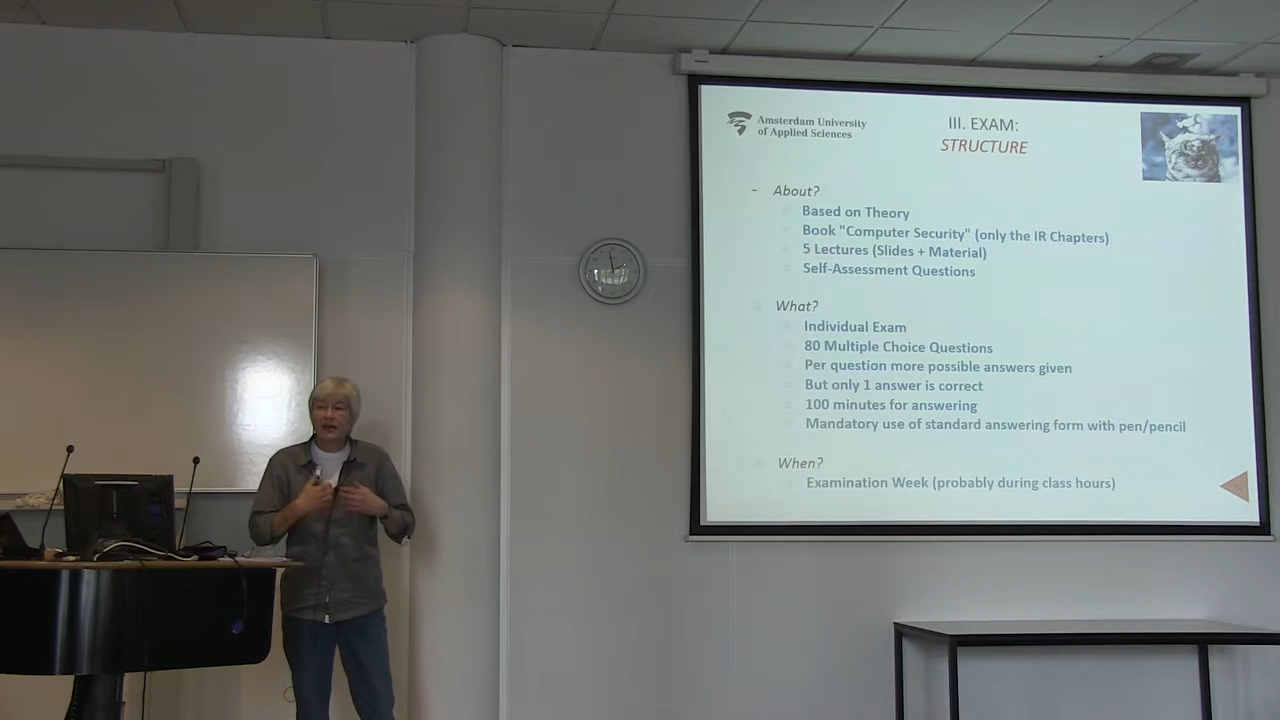 Amsterdam University
of Applied Sciences
III. EXAM:
STRUCTURE
- About?
Based on Theory
Book "Computer Security" (only the IR Chapters)
5 Lectures (Slides + Material)
Self-Assessment Questions
What?
Individual Exam
80 Multiple Choice Questions
Per question more possible answers given
But only 1 answer is correct
100 minutes for answering
Mandatory use of standard answering form with pen/pencil
When?
Examination Week (probably during class hours)